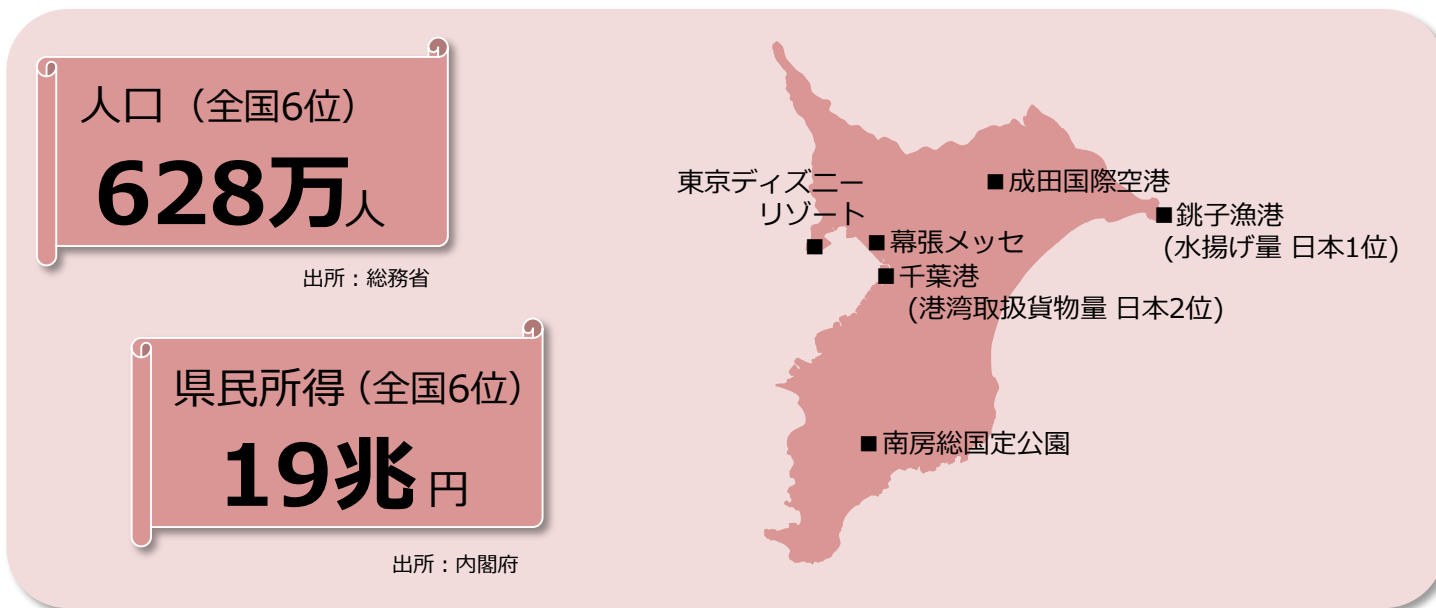 人口（全国6位）
628万人
出所：総務省
県民所得（全国6位）
19兆円
出所：内閣府
東京ディズニー
リゾート
■成田国際空港
■銚子漁港
(水揚げ量 日本1位)
■幕張メッセ
■千葉港
(港湾取扱貨物量 日本2位)
■南房総国定公園